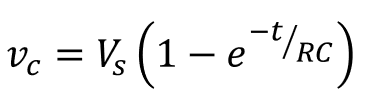 v_c = V_s (1 − e^{−t/RC})